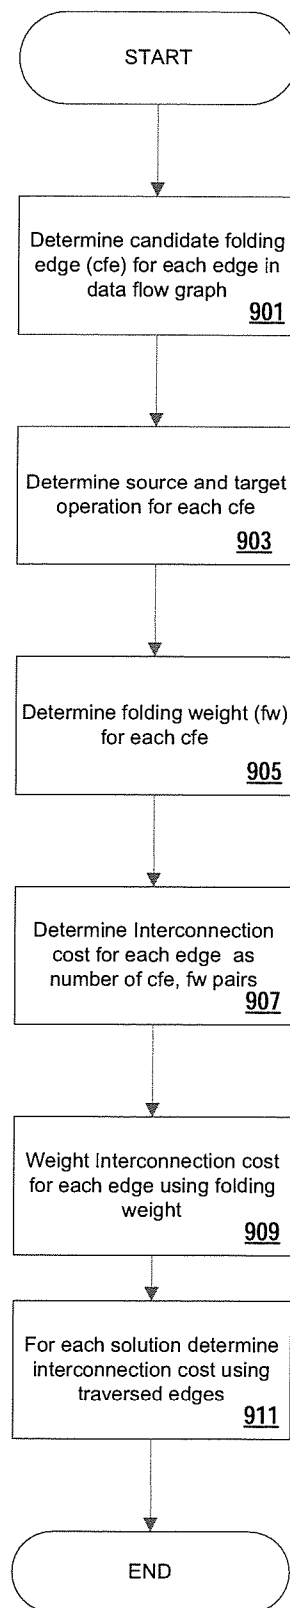 START
Determine candidate folding
edge (cfe) for each edge in
data flow graph
901
Determine source and target
operation for each cfe
903
Determine folding weight (fw)
for each cfe
905
Determine Interconnection
cost for each edge as
number of cfe, fw pairs
907
Weight Interconnection cost
for each edge using folding
weight
909
For each solution determine
interconnection cost using
traversed edges
911
END